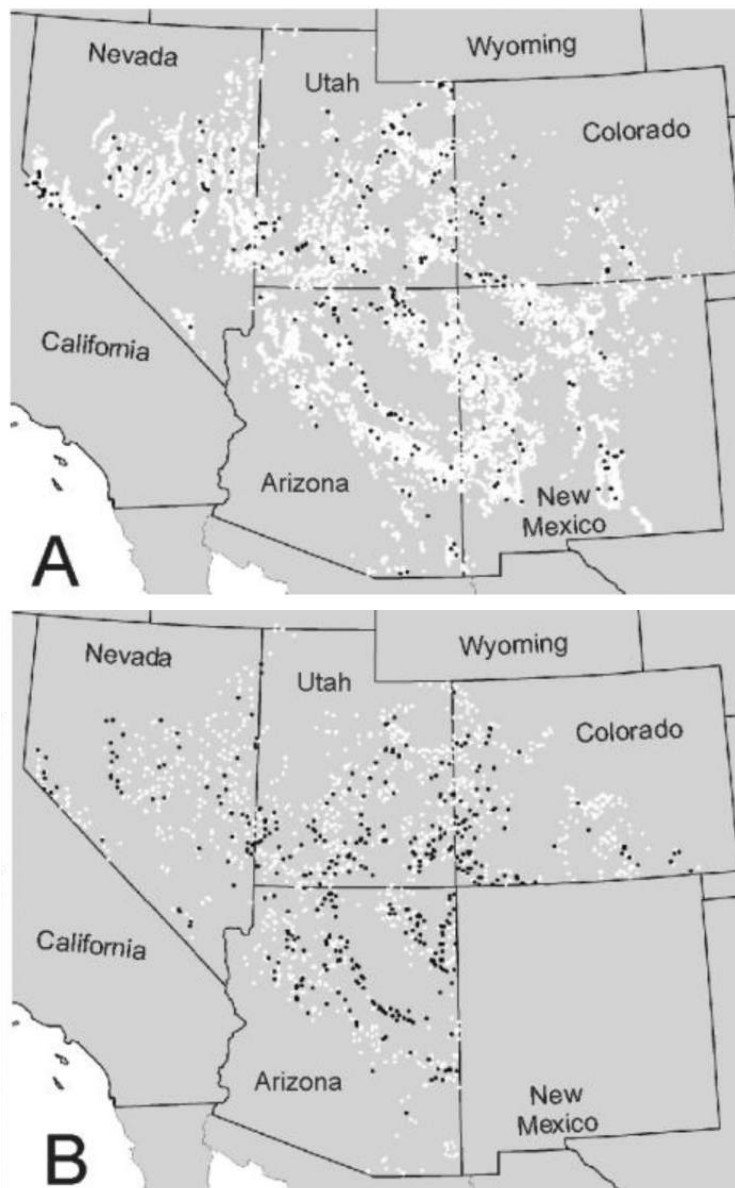 Nevada
Wyoming
Utah
Colorado
California
Arizona
New
Mexico
A
Nevada
Wyoming
Utah
Colorado
California
Arizona
New
Mexico
B